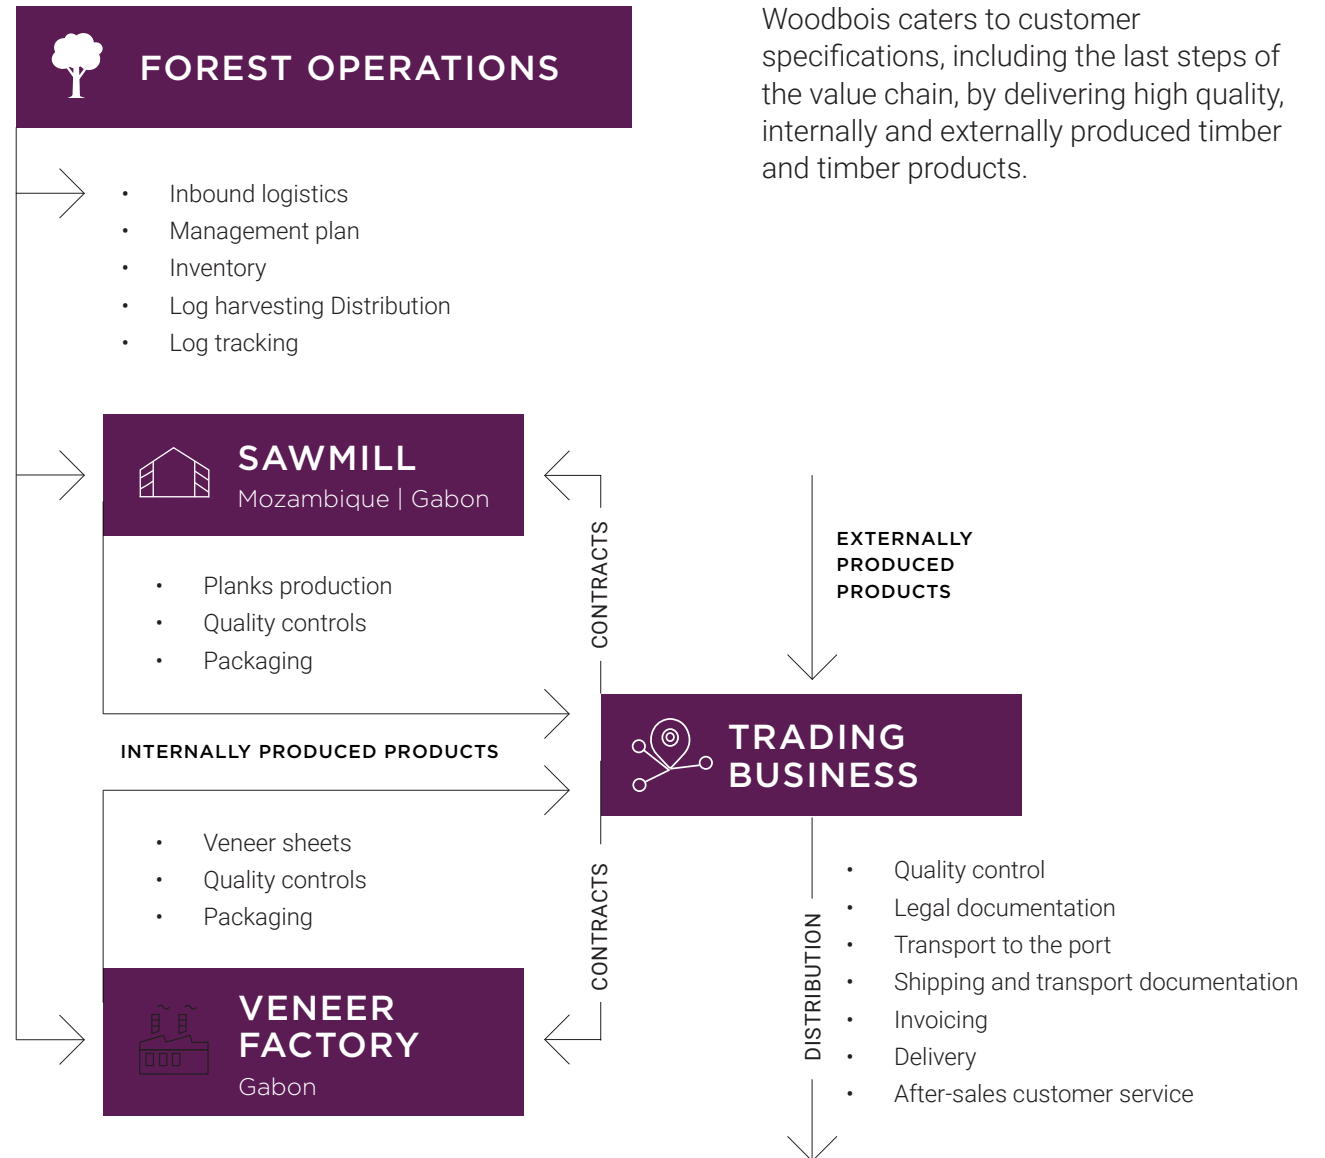 FOREST OPERATIONS
Woodbois caters to customer
specifications, including the last steps of
the value chain, by delivering high quality,
internally and externally produced timber
and timber products.
• Inbound logistics
• Management plan
• Inventory
• Log harvesting Distribution
• Log tracking
SAWMILL
Mozambique | Gabon
• Planks production
• Quality controls
• Packaging
CONTRACTS
EXTERNALLY
PRODUCED
PRODUCTS
INTERNALLY PRODUCED PRODUCTS
TRADING
BUSINESS
• Veneer sheets
• Quality controls
• Packaging
CONTRACTS
VENEER
FACTORY
Gabon
DISTRIBUTION
• Quality control
• Legal documentation
• Transport to the port
• Shipping and transport documentation
• Invoicing
• Delivery
• After-sales customer service